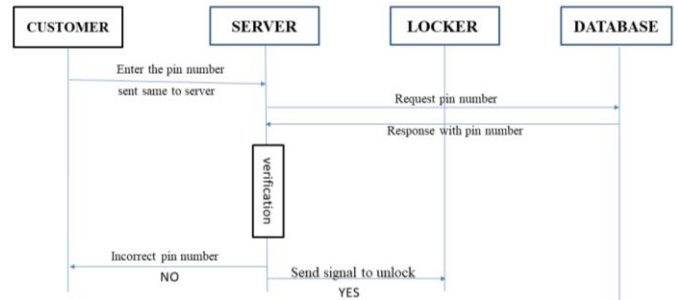 CUSTOMER
SERVER
LOCKER
DATABASE
Enter the pin number
sent same to server
Request pin number
Response with pin number
verification
Incorrect pin number
NO
Send signal to unlock
YES